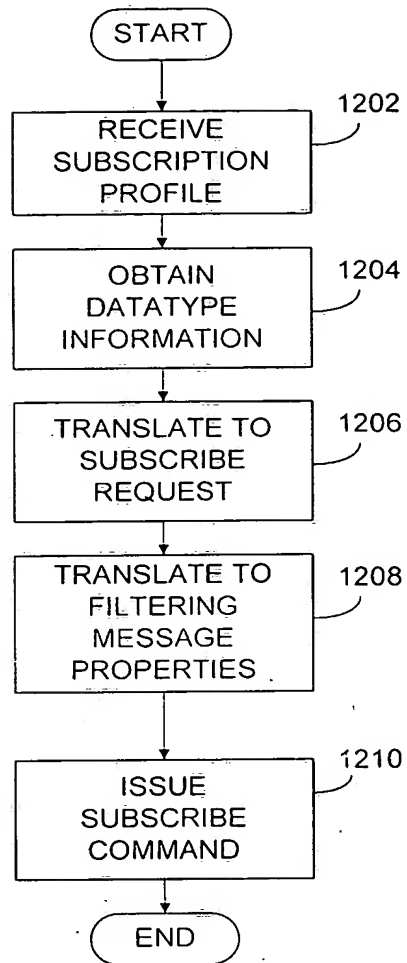 START
1202
RECEIVE
SUBSCRIPTION
PROFILE
1204
OBTAIN
DATATYPE
INFORMATION
1206
TRANSLATE TO
SUBSCRIBE
REQUEST
1208
TRANSLATE TO
FILTERING
MESSAGE
PROPERTIES
1210
ISSUE
SUBSCRIBE
COMMAND
END